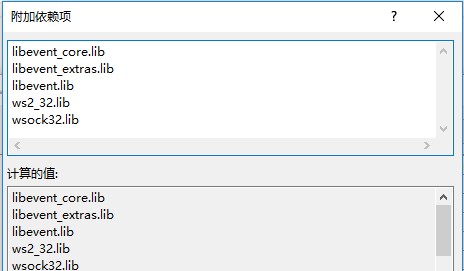 附加依赖项
libevent_core.lib
libevent_extras.lib
libevent.lib
ws2_32.lib
wsock32.lib
计算的值:
libevent_core.lib
libevent_extras.lib
libevent.lib
ws2_32.lib
wsock32.lib